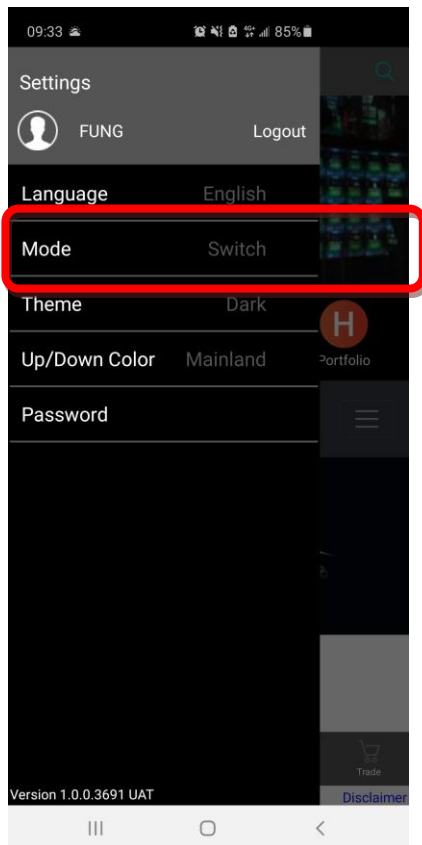 09:33 4G+ 85%
Settings
FUNG Logout
Language English
Mode Switch
Theme Dark
H
Up/Down Color Mainland
Portfolio
Password
Trade
Version 1.0.0.3691 UAT
Disclaimer